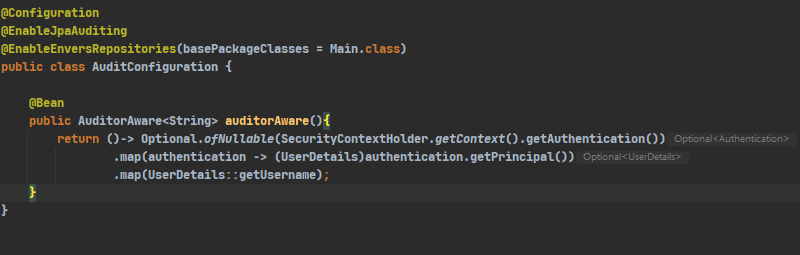 @Configuration
@EnableJpaAuditing
@EnableEnversRepositories(basePackageClasses = Main.class)
public class AuditConfiguration {
@Bean
public AuditorAware<String> auditorAware(){
return ()-> Optional.ofNullable(SecurityContextHolder.getContext().getAuthentication()) Optional<Authentication>
.map(authentication -> (UserDetails)authentication.getPrincipal()) Optional<UserDetails>
.map(UserDetails::getUsername);
}
}